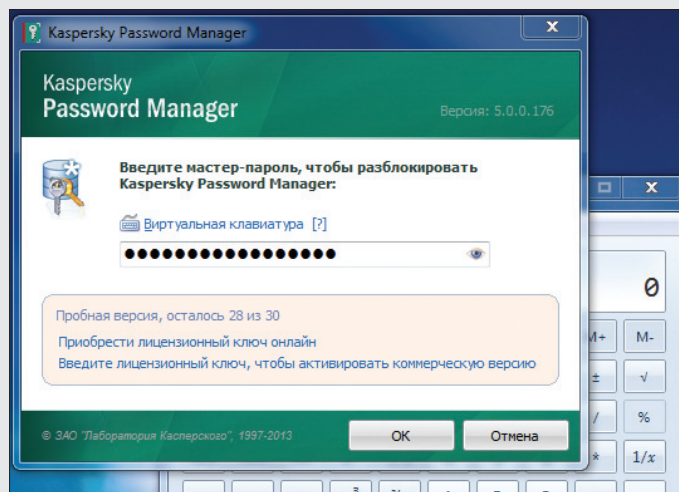 Kaspersky Password Manager
Kaspersky
Password Manager
Версия: 5.0.0.176
Введите мастер-пароль, чтобы разблокировать
Kaspersky Password Manager:
Виртуальная клавиатура [?]
Пробная версия, осталось 28 из 30
Приобрести лицензионный ключ онлайн
Введите лицензионный ключ, чтобы активировать коммерческую версию
© ЗАО "Лаборатория Касперского", 1997-2013
OK
Отмена
0
M+ M-
± √
/ %
* 1/x